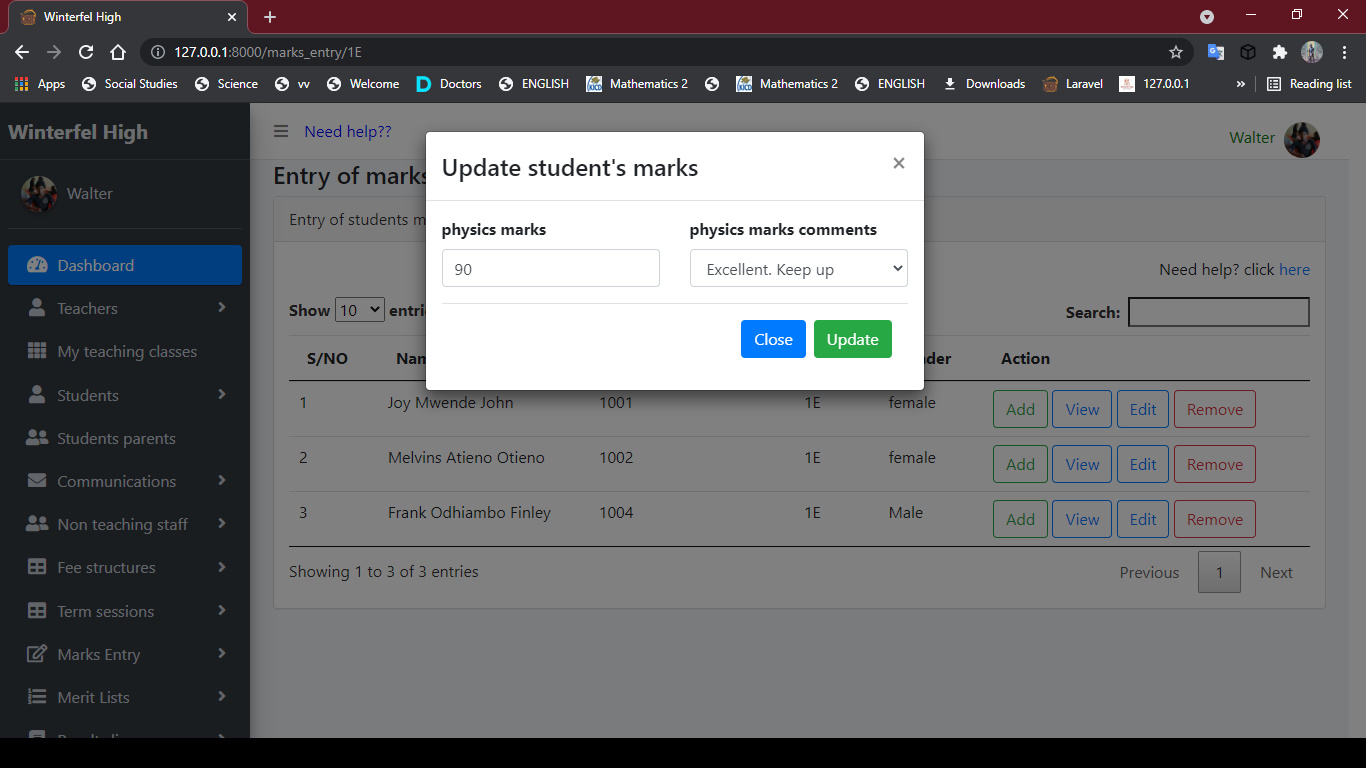 Winterfel High
127.0.0.1:8000/marks_entry/1E
Apps Social Studies Science vv Welcome Doctors ENGLISH Mathematics 2 Mathematics 2 ENGLISH Downloads Laravel 127.0.0.1 » Reading list
Winterfel High
Walter
Dashboard
Teachers
My teaching classes
Students
Students parents
Communications
Non teaching staff
Fee structures
Term sessions
Marks Entry
Merit Lists
Need help??
Walter
Entry of marks
Entry of students
Need help? click here
Show 10
Search:
S/NO Action
1 Joy Mwende John 1001 1E female Add View Edit Remove
2 Melvins Atieno Otieno 1002 1E female Add View Edit Remove
3 Frank Odhiambo Finley 1004 1E Male Add View Edit Remove
Showing 1 to 3 of 3 entries
Previous 1 Next
Update student's marks ×
physics marks physics marks comments
90 Excellent. Keep up
Close Update